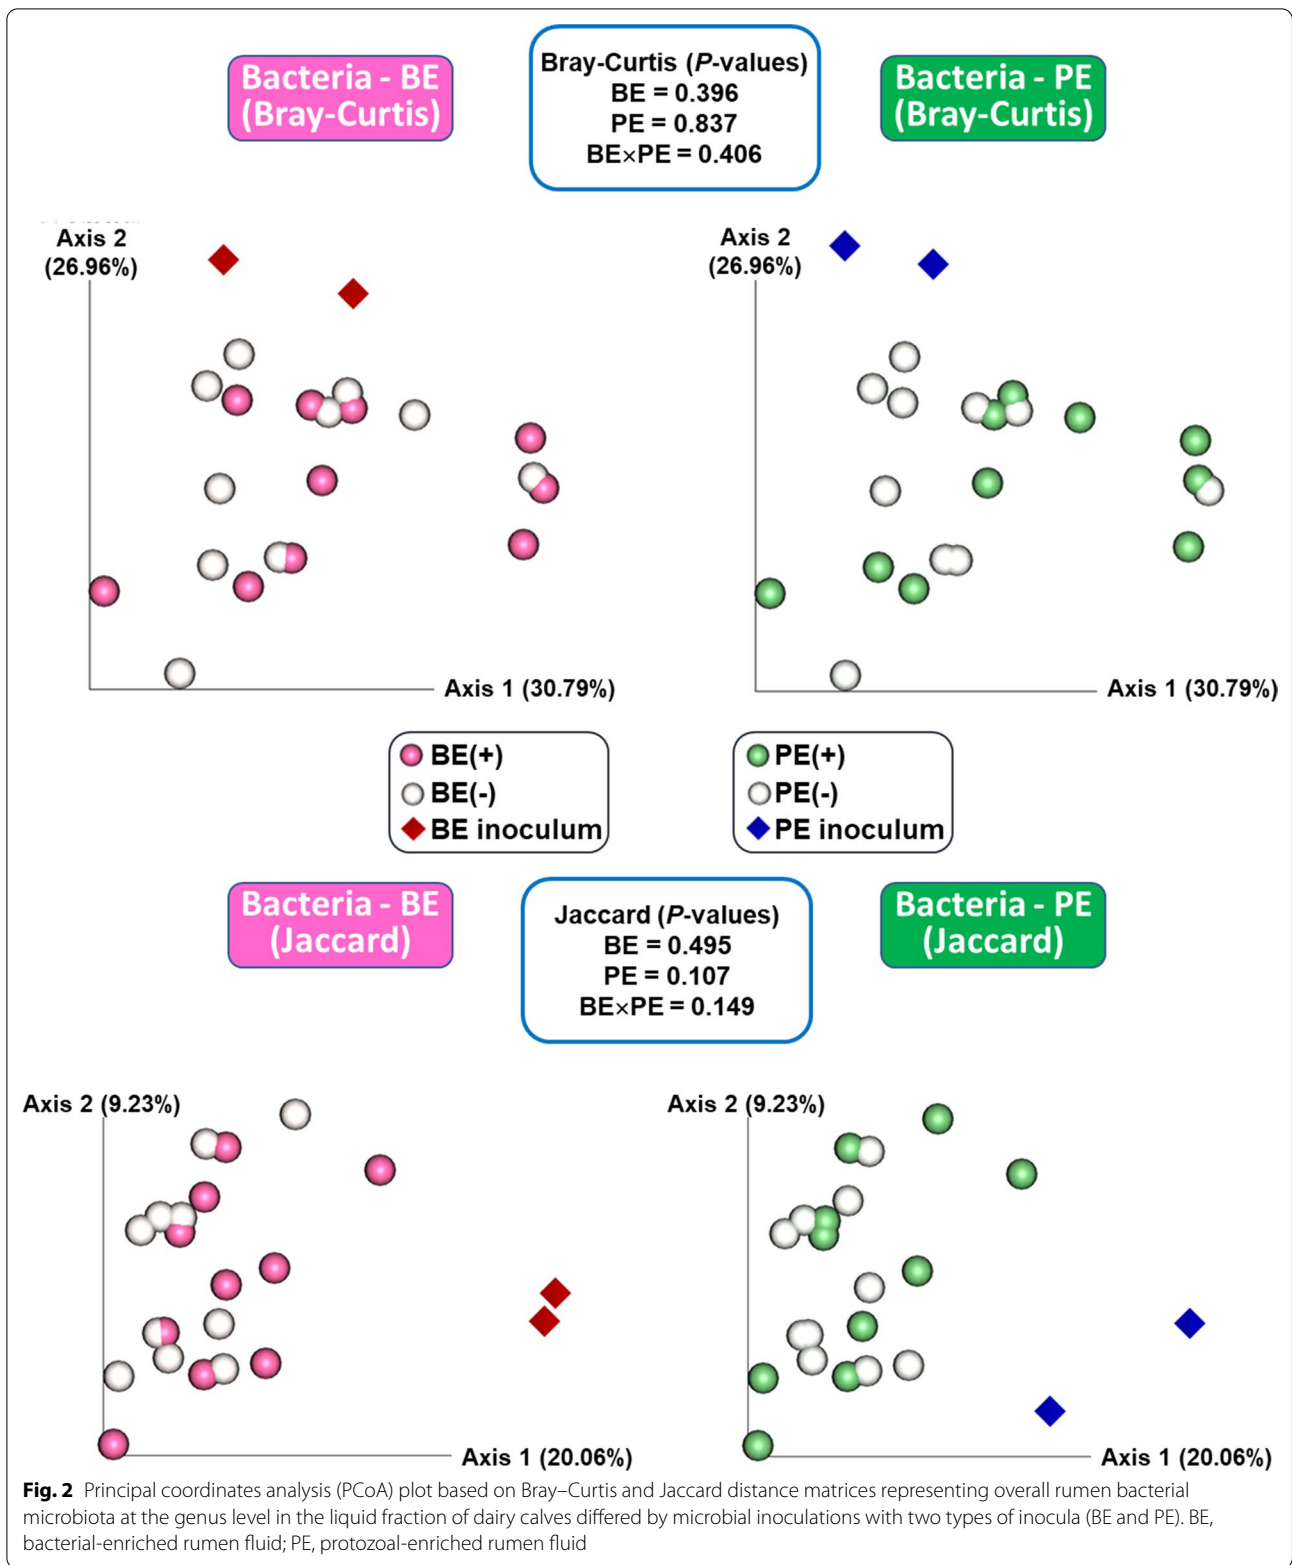 Bacteria - BE
(Bray-Curtis)
Bray-Curtis (P-values)
BE = 0.396
PE = 0.837
BE×PE = 0.406
Bacteria - PE
(Bray-Curtis)
Axis 2
(26.96%)
Axis 1 (30.79%)
Axis 2
(26.96%)
Axis 1 (30.79%)
BE(+)
BE(-)
BE inoculum
PE(+)
PE(-)
PE inoculum
Bacteria - BE
(Jaccard)
Jaccard (P-values)
BE = 0.495
PE = 0.107
BE×PE = 0.149
Bacteria - PE
(Jaccard)
Axis 2 (9.23%)
Axis 1 (20.06%)
Axis 2 (9.23%)
Axis 1 (20.06%)
Fig. 2 Principal coordinates analysis (PCoA) plot based on Bray–Curtis and Jaccard distance matrices representing overall rumen bacterial
microbiota at the genus level in the liquid fraction of dairy calves differed by microbial inoculations with two types of inocula (BE and PE). BE,
bacterial-enriched rumen fluid; PE, protozoal-enriched rumen fluid